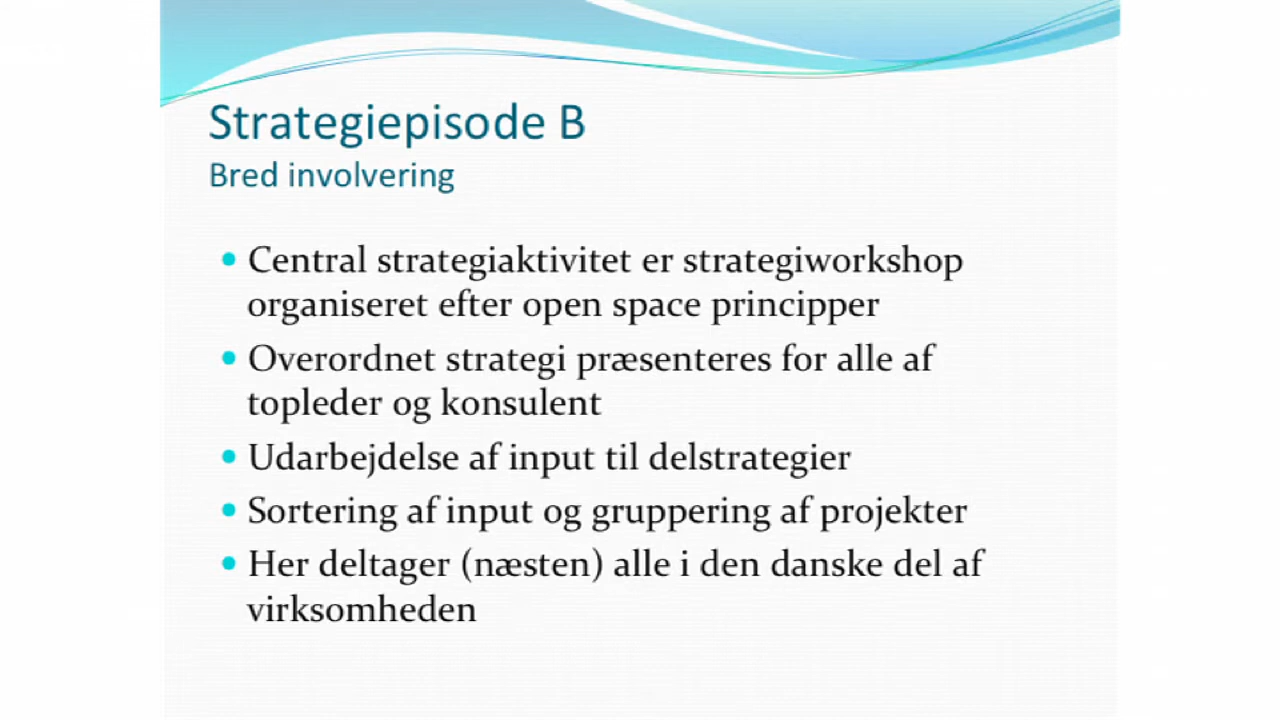 Strategiepisode B
Bred involvering
• Central strategiaktivitet er strategiworkshop
organiseret efter open space principper
• Overordnet strategi præsenteres for alle af
topleder og konsulent
• Udarbejdelse af input til delstrategier
• Sortering af input og gruppering af projekter
• Her deltager (næsten) alle i den danske del af
virksomheden